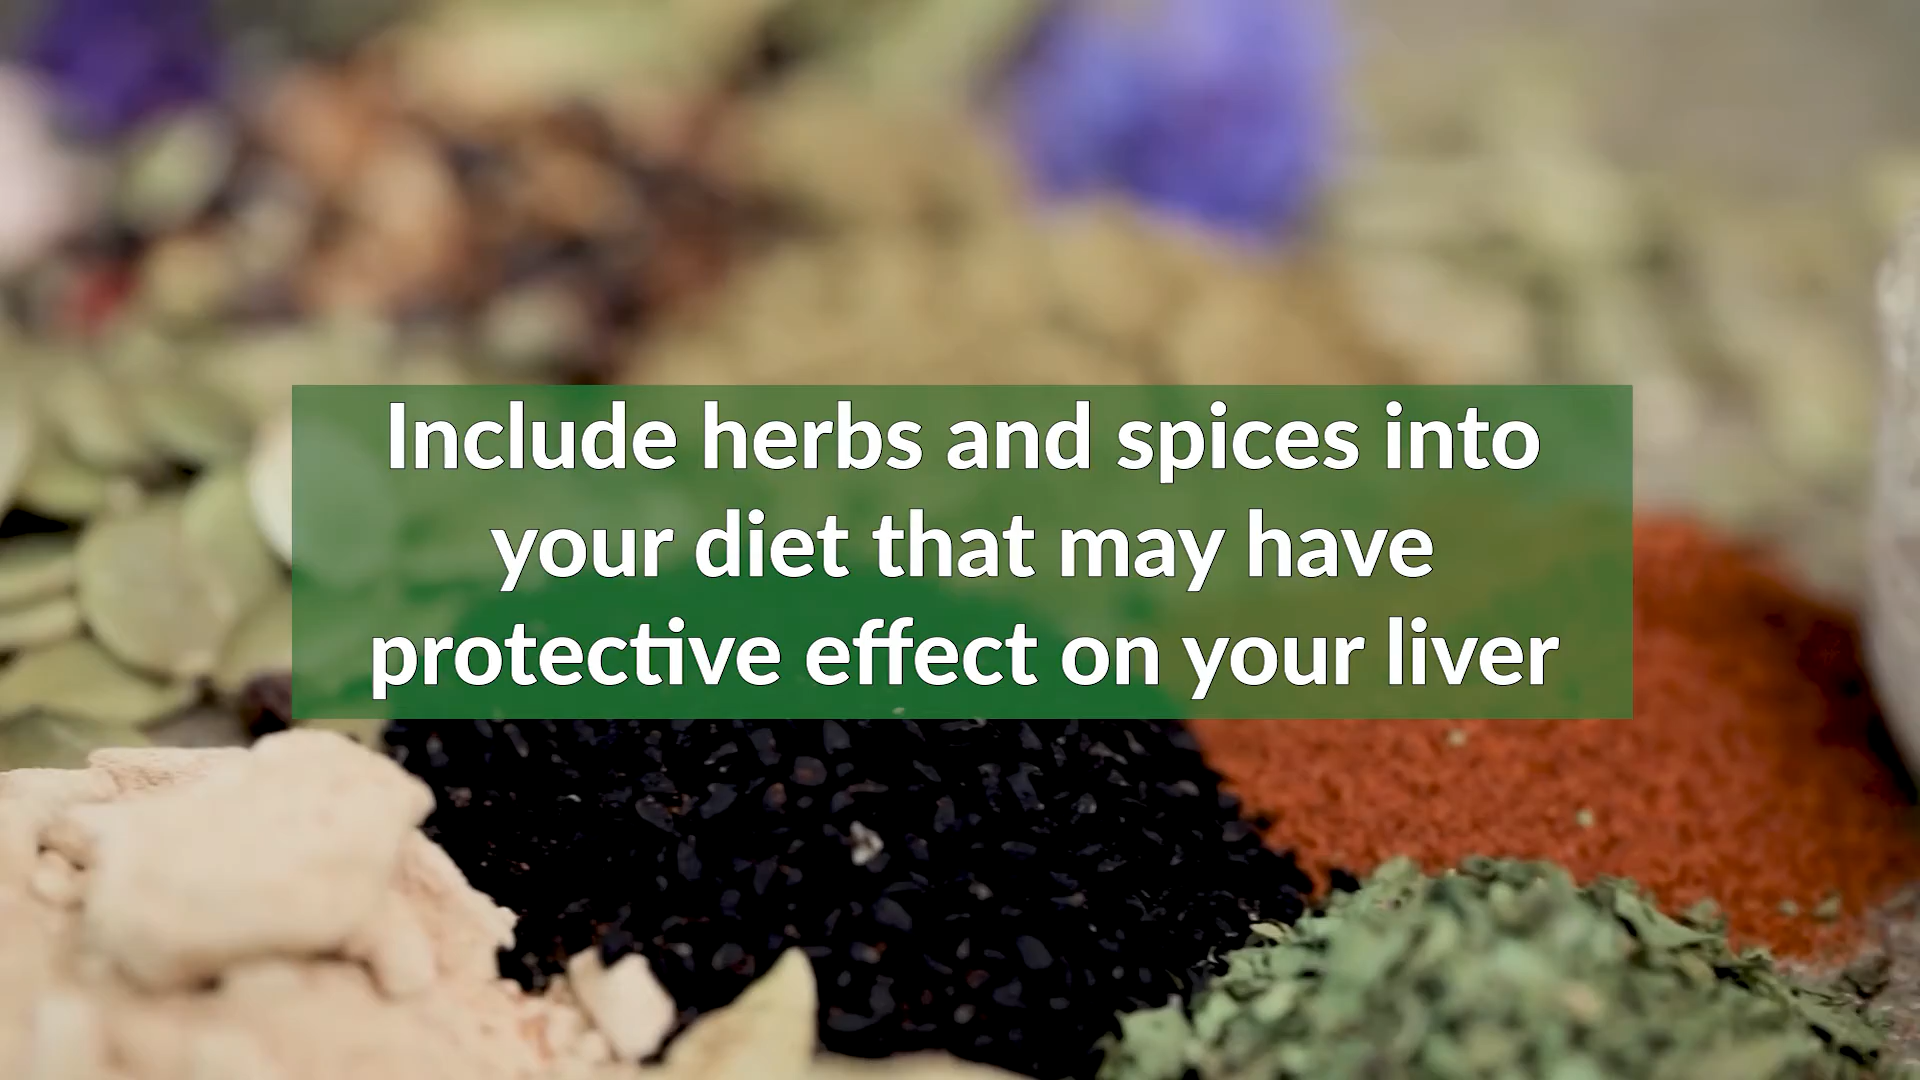 Include herbs and spices into
your diet that may have
protective effect on your liver